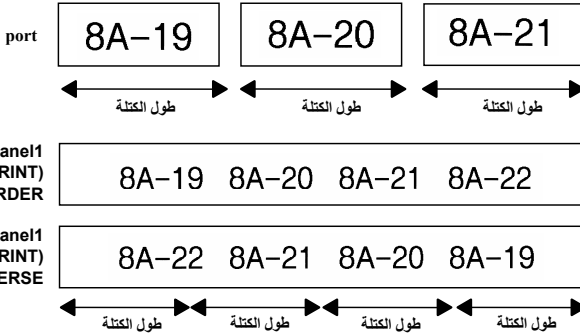 port 8A-19 8A-20 8A-21
طول الكتلة طول الكتلة طول الكتلة
anel1
RINT)
RDER
8A-19 8A-20 8A-21 8A-22
anel1
RINT)
ERSE
8A-22 8A-21 8A-20 8A-19
طول الكتلة طول الكتلة طول الكتلة طول الكتلة